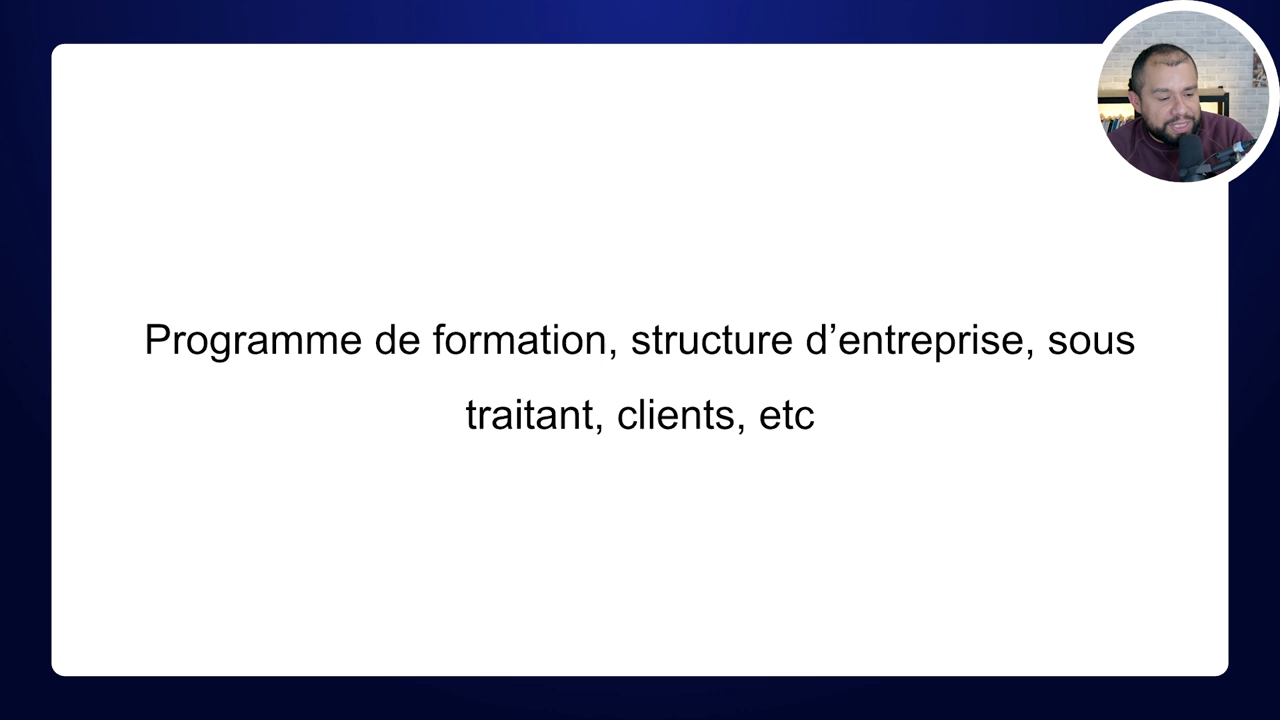 Programme de formation, structure d’entreprise, sous
traitant, clients, etc